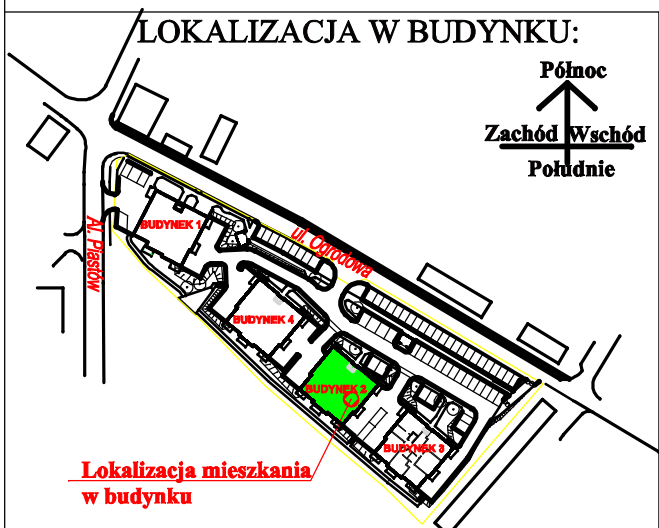 LOKALIZACJA W BUDYNKU:
Północ
Zachód Wschód
Południe
BUDYNEK 1
ul. Ogrodowa
Al. Piastów
BUDYNEK 4
BUDYNEK 2
BUDYNEK 3
Lokalizacja mieszkania
w budynku